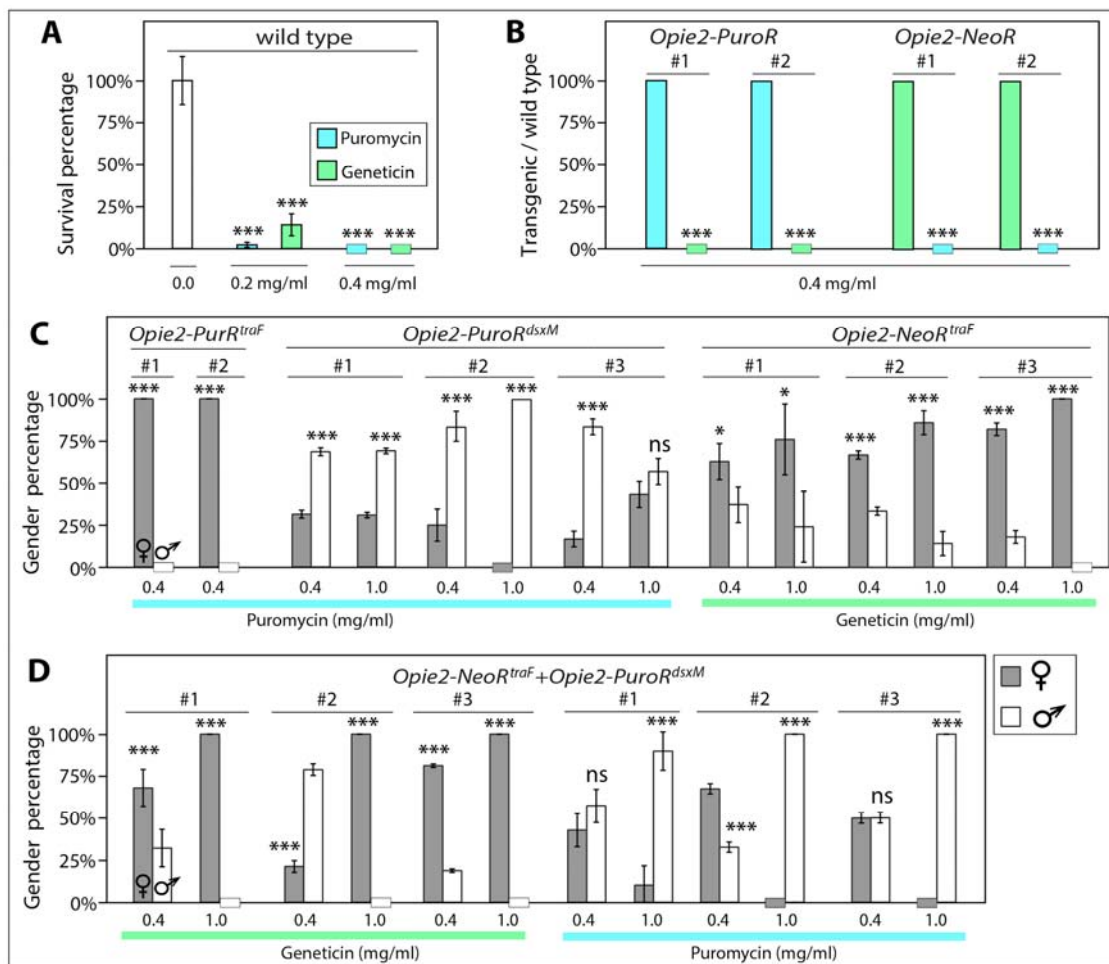 A
wild type
Survival percentage
100%
75%
50%
25%
0%
Puromycin
Geneticin
*** *** *** ***
0.0 0.2 mg/ml 0.4 mg/ml
B
Opie2-PuroR Opie2-NeoR
#1 #2 #1 #2
Transgenic / wild type
100%
75%
50%
25%
0%
*** *** *** ***
0.4 mg/ml
C
Opie2-PurR^traF Opie2-PuroR^dsxM Opie2-NeoR^traF
#1 #2 #1 #2 #3 #1 #2 #3
Gender percentage
100%
75%
50%
25%
0%
*** *** *** *** *** *** *** ns * * *** *** *** ***
♀ ♂
0.4 0.4 0.4 1.0 0.4 1.0 0.4 1.0 0.4 1.0 0.4 1.0 0.4 1.0
Puromycin (mg/ml) Geneticin (mg/ml)
D
Opie2-NeoR^traF+Opie2-PuroR^dsxM
#1 #2 #3 #1 #2 #3
Gender percentage
100%
75%
50%
25%
0%
*** *** *** *** *** *** ns *** *** *** ns ***
♀ ♂
0.4 1.0 0.4 1.0 0.4 1.0 0.4 1.0 0.4 1.0 0.4 1.0
Geneticin (mg/ml) Puromycin (mg/ml)
♀
♂